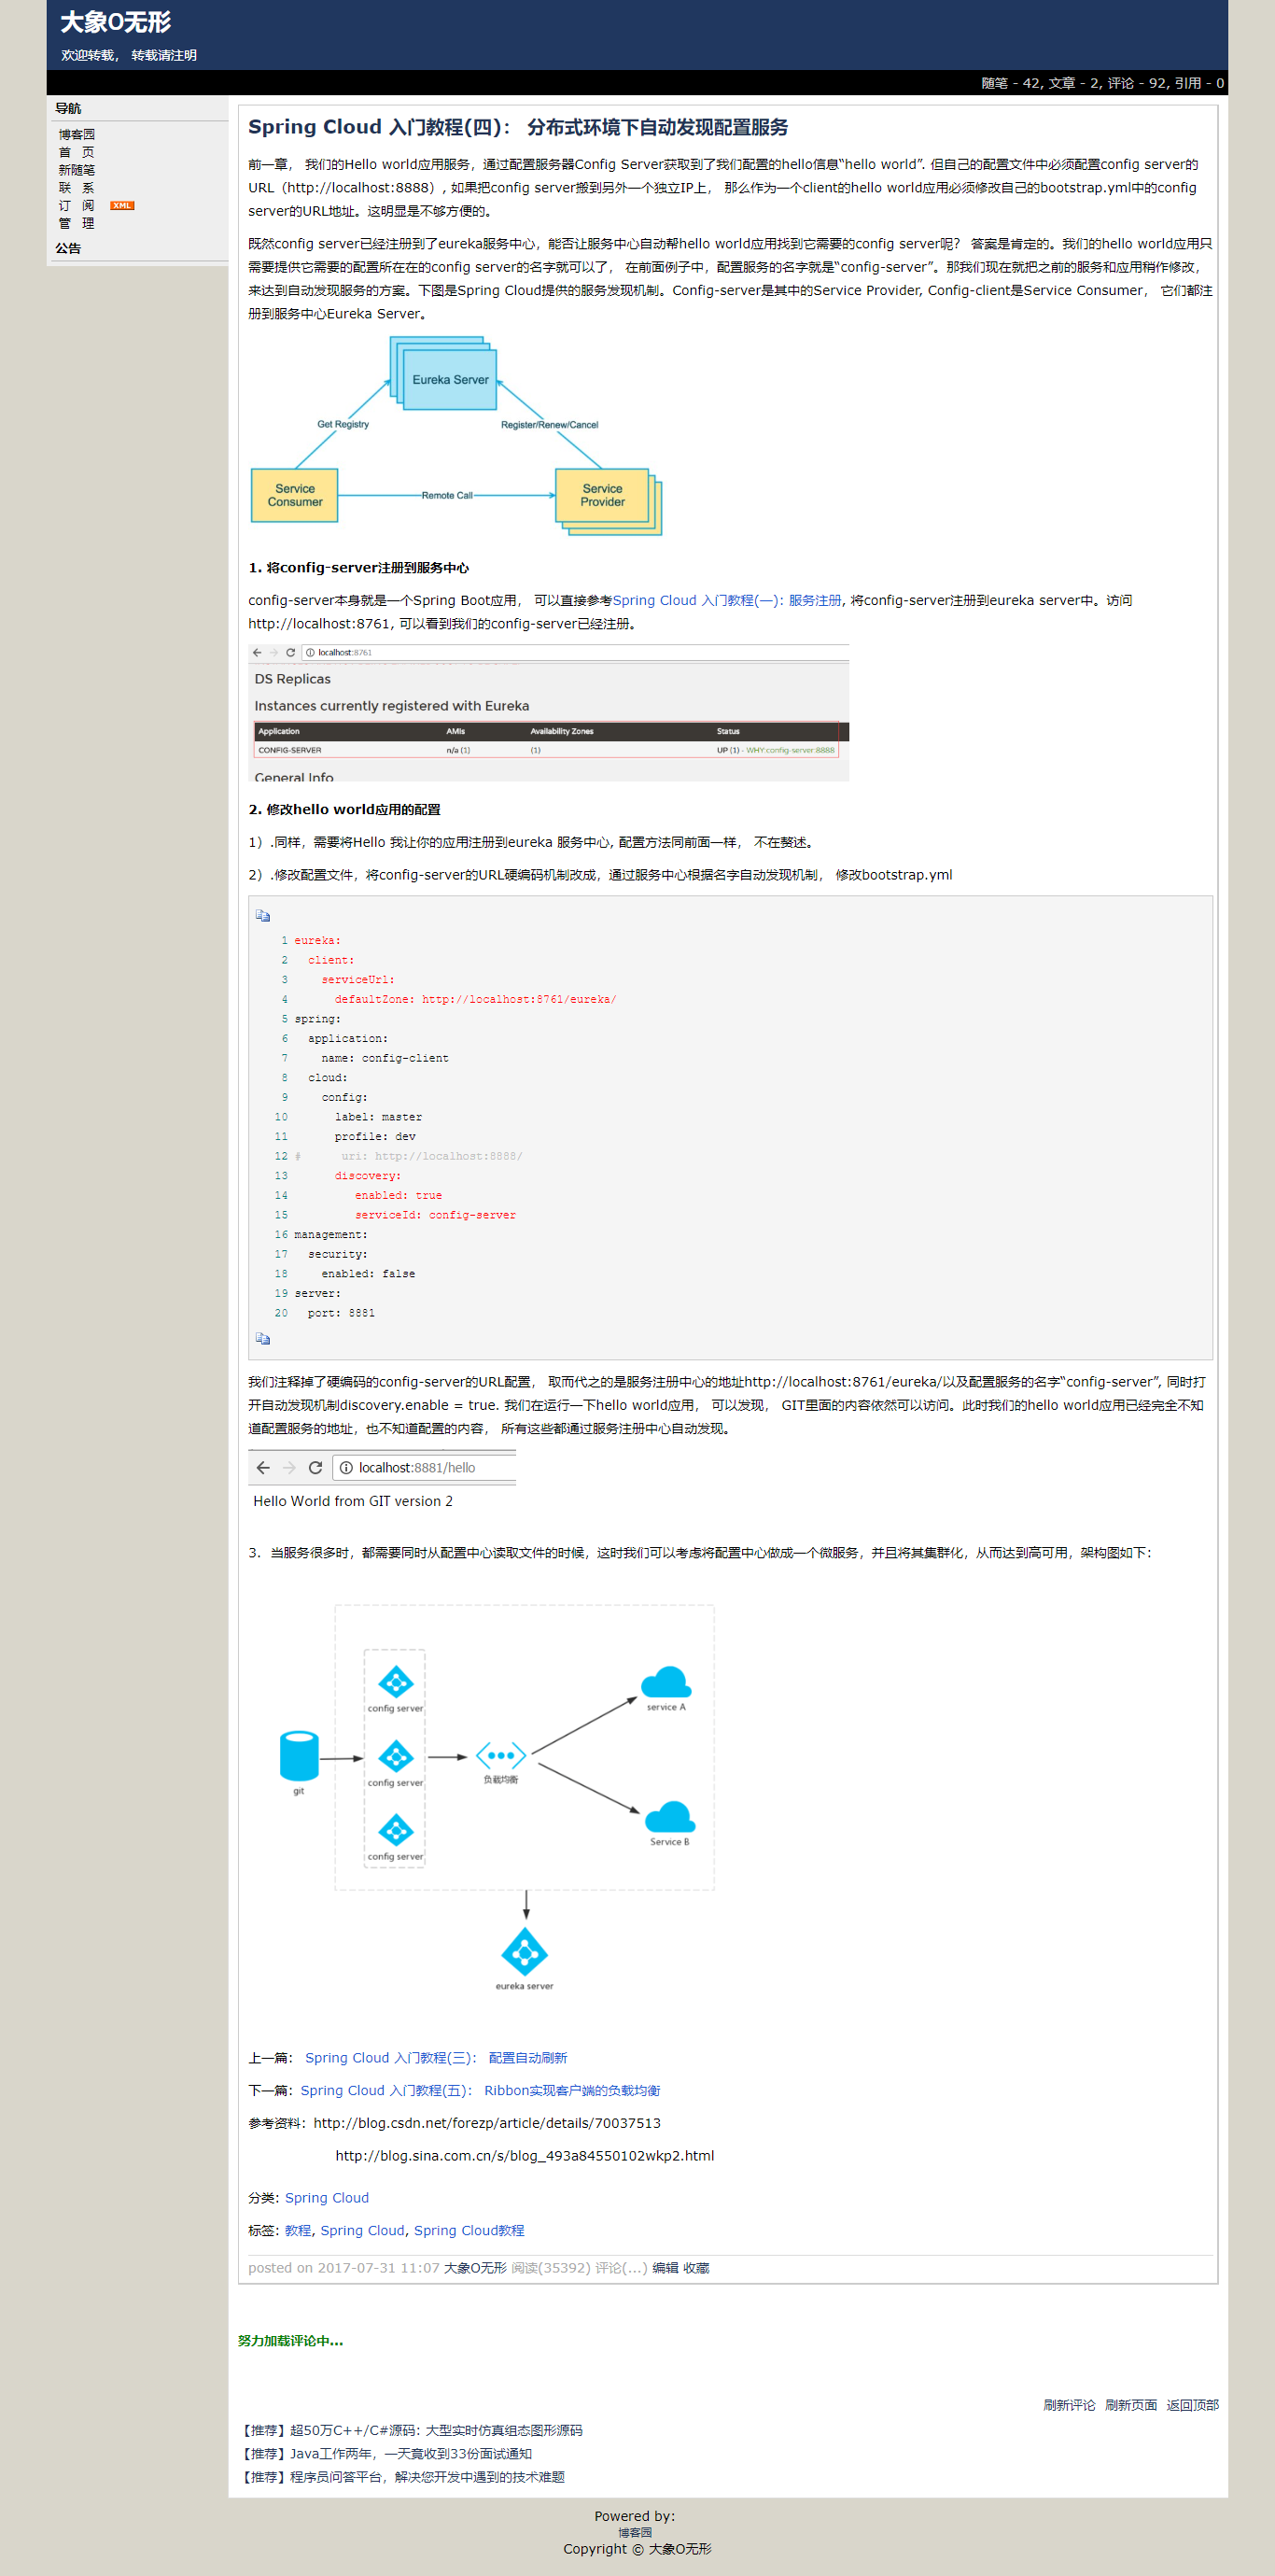 大象O无形
欢迎转载， 转载请注明
随笔 - 42, 文章 - 2, 评论 - 92, 引用 - 0
导航
博客园
首 页
新随笔
联 系
订 阅 XML
管 理
公告
Spring Cloud 入门教程(四)： 分布式环境下自动发现配置服务
前一章， 我们的Hello world应用服务，通过配置服务器Config Server获取到了我们配置的hello信息“hello world”. 但自己的配置文件中必须配置config server的
URL（http://localhost:8888）, 如果把config server搬到另外一个独立IP上， 那么作为一个client的hello world应用必须修改自己的bootstrap.yml中的config
server的URL地址。这明显是不够方便的。
既然config server已经注册到了eureka服务中心，能否让服务中心自动帮hello world应用找到它需要的config server呢？ 答案是肯定的。我们的hello world应用只
需要提供它需要的配置所在在的config server的名字就可以了， 在前面例子中，配置服务的名字就是“config-server”。那我们现在就把之前的服务和应用稍作修改，
来达到自动发现服务的方案。下图是Spring Cloud提供的服务发现机制。Config-server是其中的Service Provider, Config-client是Service Consumer， 它们都注
册到服务中心Eureka Server。
Eureka Server
Get Registry
Register/Renew/Cancel
Service
Consumer
Remote Call
Service
Provider
1. 将config-server注册到服务中心
config-server本身就是一个Spring Boot应用， 可以直接参考Spring Cloud 入门教程(一): 服务注册, 将config-server注册到eureka server中。访问
http://localhost:8761, 可以看到我们的config-server已经注册。
localhost:8761
DS Replicas
Instances currently registered with Eureka
Application AMIs Availability Zones Status
CONFIG-SERVER n/a (1) (1) UP (1) - WHY:config-server:8888
General Info
2. 修改hello world应用的配置
1）.同样，需要将Hello 我让你的应用注册到eureka 服务中心, 配置方法同前面一样， 不在赘述。
2）.修改配置文件，将config-server的URL硬编码机制改成，通过服务中心根据名字自动发现机制， 修改bootstrap.yml
1 eureka:
2   client:
3     serviceUrl:
4       defaultZone: http://localhost:8761/eureka/
5 spring:
6   application:
7     name: config-client
8   cloud:
9     config:
10       label: master
11       profile: dev
12 #      uri: http://localhost:8888/
13       discovery:
14          enabled: true
15          serviceId: config-server
16 management:
17   security:
18     enabled: false
19 server:
20   port: 8881
我们注释掉了硬编码的config-server的URL配置， 取而代之的是服务注册中心的地址http://localhost:8761/eureka/以及配置服务的名字“config-server”, 同时打
开自动发现机制discovery.enable = true. 我们在运行一下hello world应用， 可以发现， GIT里面的内容依然可以访问。此时我们的hello world应用已经完全不知
道配置服务的地址，也不知道配置的内容， 所有这些都通过服务注册中心自动发现。
localhost:8881/hello
Hello World from GIT version 2
3. 当服务很多时，都需要同时从配置中心读取文件的时候，这时我们可以考虑将配置中心做成一个微服务，并且将其集群化，从而达到高可用，架构图如下：
config server
service A
git
config server
负载均衡
config server
Service B
eureka server
上一篇： Spring Cloud 入门教程(三)： 配置自动刷新
下一篇：Spring Cloud 入门教程(五)： Ribbon实现客户端的负载均衡
参考资料：http://blog.csdn.net/forezp/article/details/70037513
http://blog.sina.com.cn/s/blog_493a84550102wkp2.html
分类: Spring Cloud
标签: 教程, Spring Cloud, Spring Cloud教程
posted on 2017-07-31 11:07 大象O无形 阅读(35392) 评论(...) 编辑 收藏
努力加载评论中...
刷新评论 刷新页面 返回顶部
【推荐】超50万C++/C#源码: 大型实时仿真组态图形源码
【推荐】Java工作两年，一天竟收到33份面试通知
【推荐】程序员问答平台，解决您开发中遇到的技术难题
Powered by:
博客园
Copyright © 大象O无形